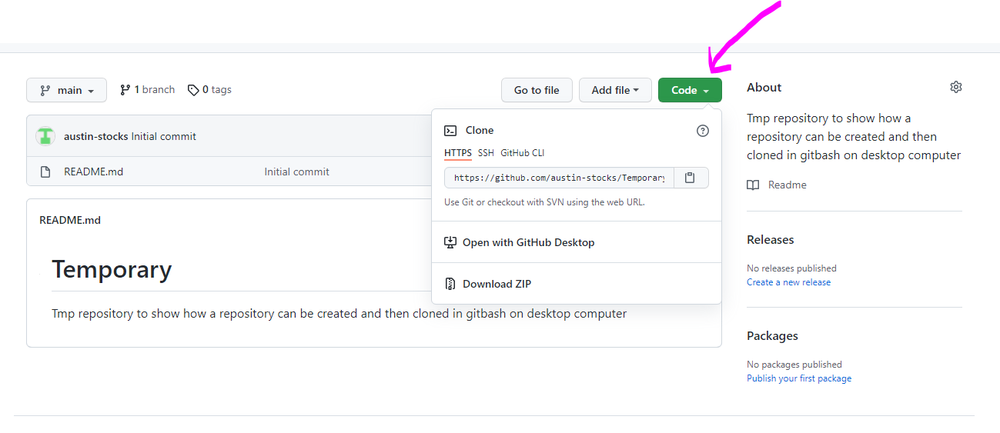 main
1 branch
0 tags
Go to file
Add file
Code
About
austin-stocks Initial commit
README.md Initial commit
Clone
HTTPS SSH GitHub CLI
https://github.com/austin-stocks/Temporary
Use Git or checkout with SVN using the web URL.
Open with GitHub Desktop
Download ZIP
README.md
Temporary
Tmp repository to show how a repository can be created and then cloned in gitbash on desktop computer
Tmp repository to show how a
repository can be created and then
cloned in gitbash on desktop computer
Readme
Releases
No releases published
Create a new release
Packages
No packages published
Publish your first package